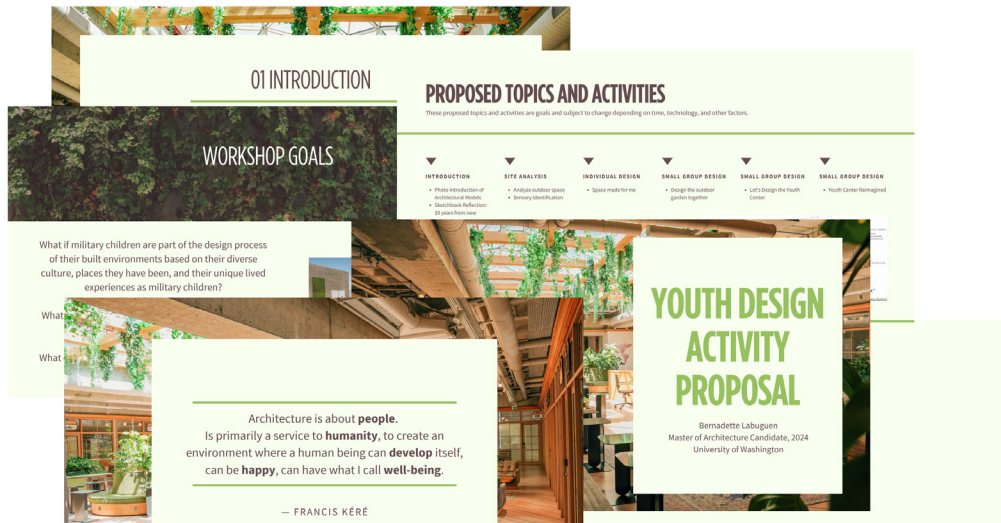 01 INTRODUCTION
PROPOSED TOPICS AND ACTIVITIES
These proposed topics and activities are goals and subject to change depending on time, technology, and other factors.
INTRODUCTION
• Photo Introduction of
Architectural Models
• Sketchbook Reflection:
10 years from now
SITE ANALYSIS
• Analyze outdoor space
• Sensory identification
INDIVIDUAL DESIGN
• Space made for me
SMALL GROUP DESIGN
• Design the outdoor
garden together
SMALL GROUP DESIGN
• Let's Design the Youth
Center
SMALL GROUP DESIGN
• Youth Center Reimagined
WORKSHOP GOALS
What if military children are part of the design process
of their built environments based on their diverse
culture, places they have been, and their unique lived
experiences as military children?
What
What
YOUTH DESIGN
ACTIVITY
PROPOSAL
Bernadette Labuguen
Master of Architecture Candidate, 2024
University of Washington
Architecture is about people.
Is primarily a service to humanity, to create an
environment where a human being can develop itself,
can be happy, can have what I call well-being.
— FRANCIS KÉRÉ